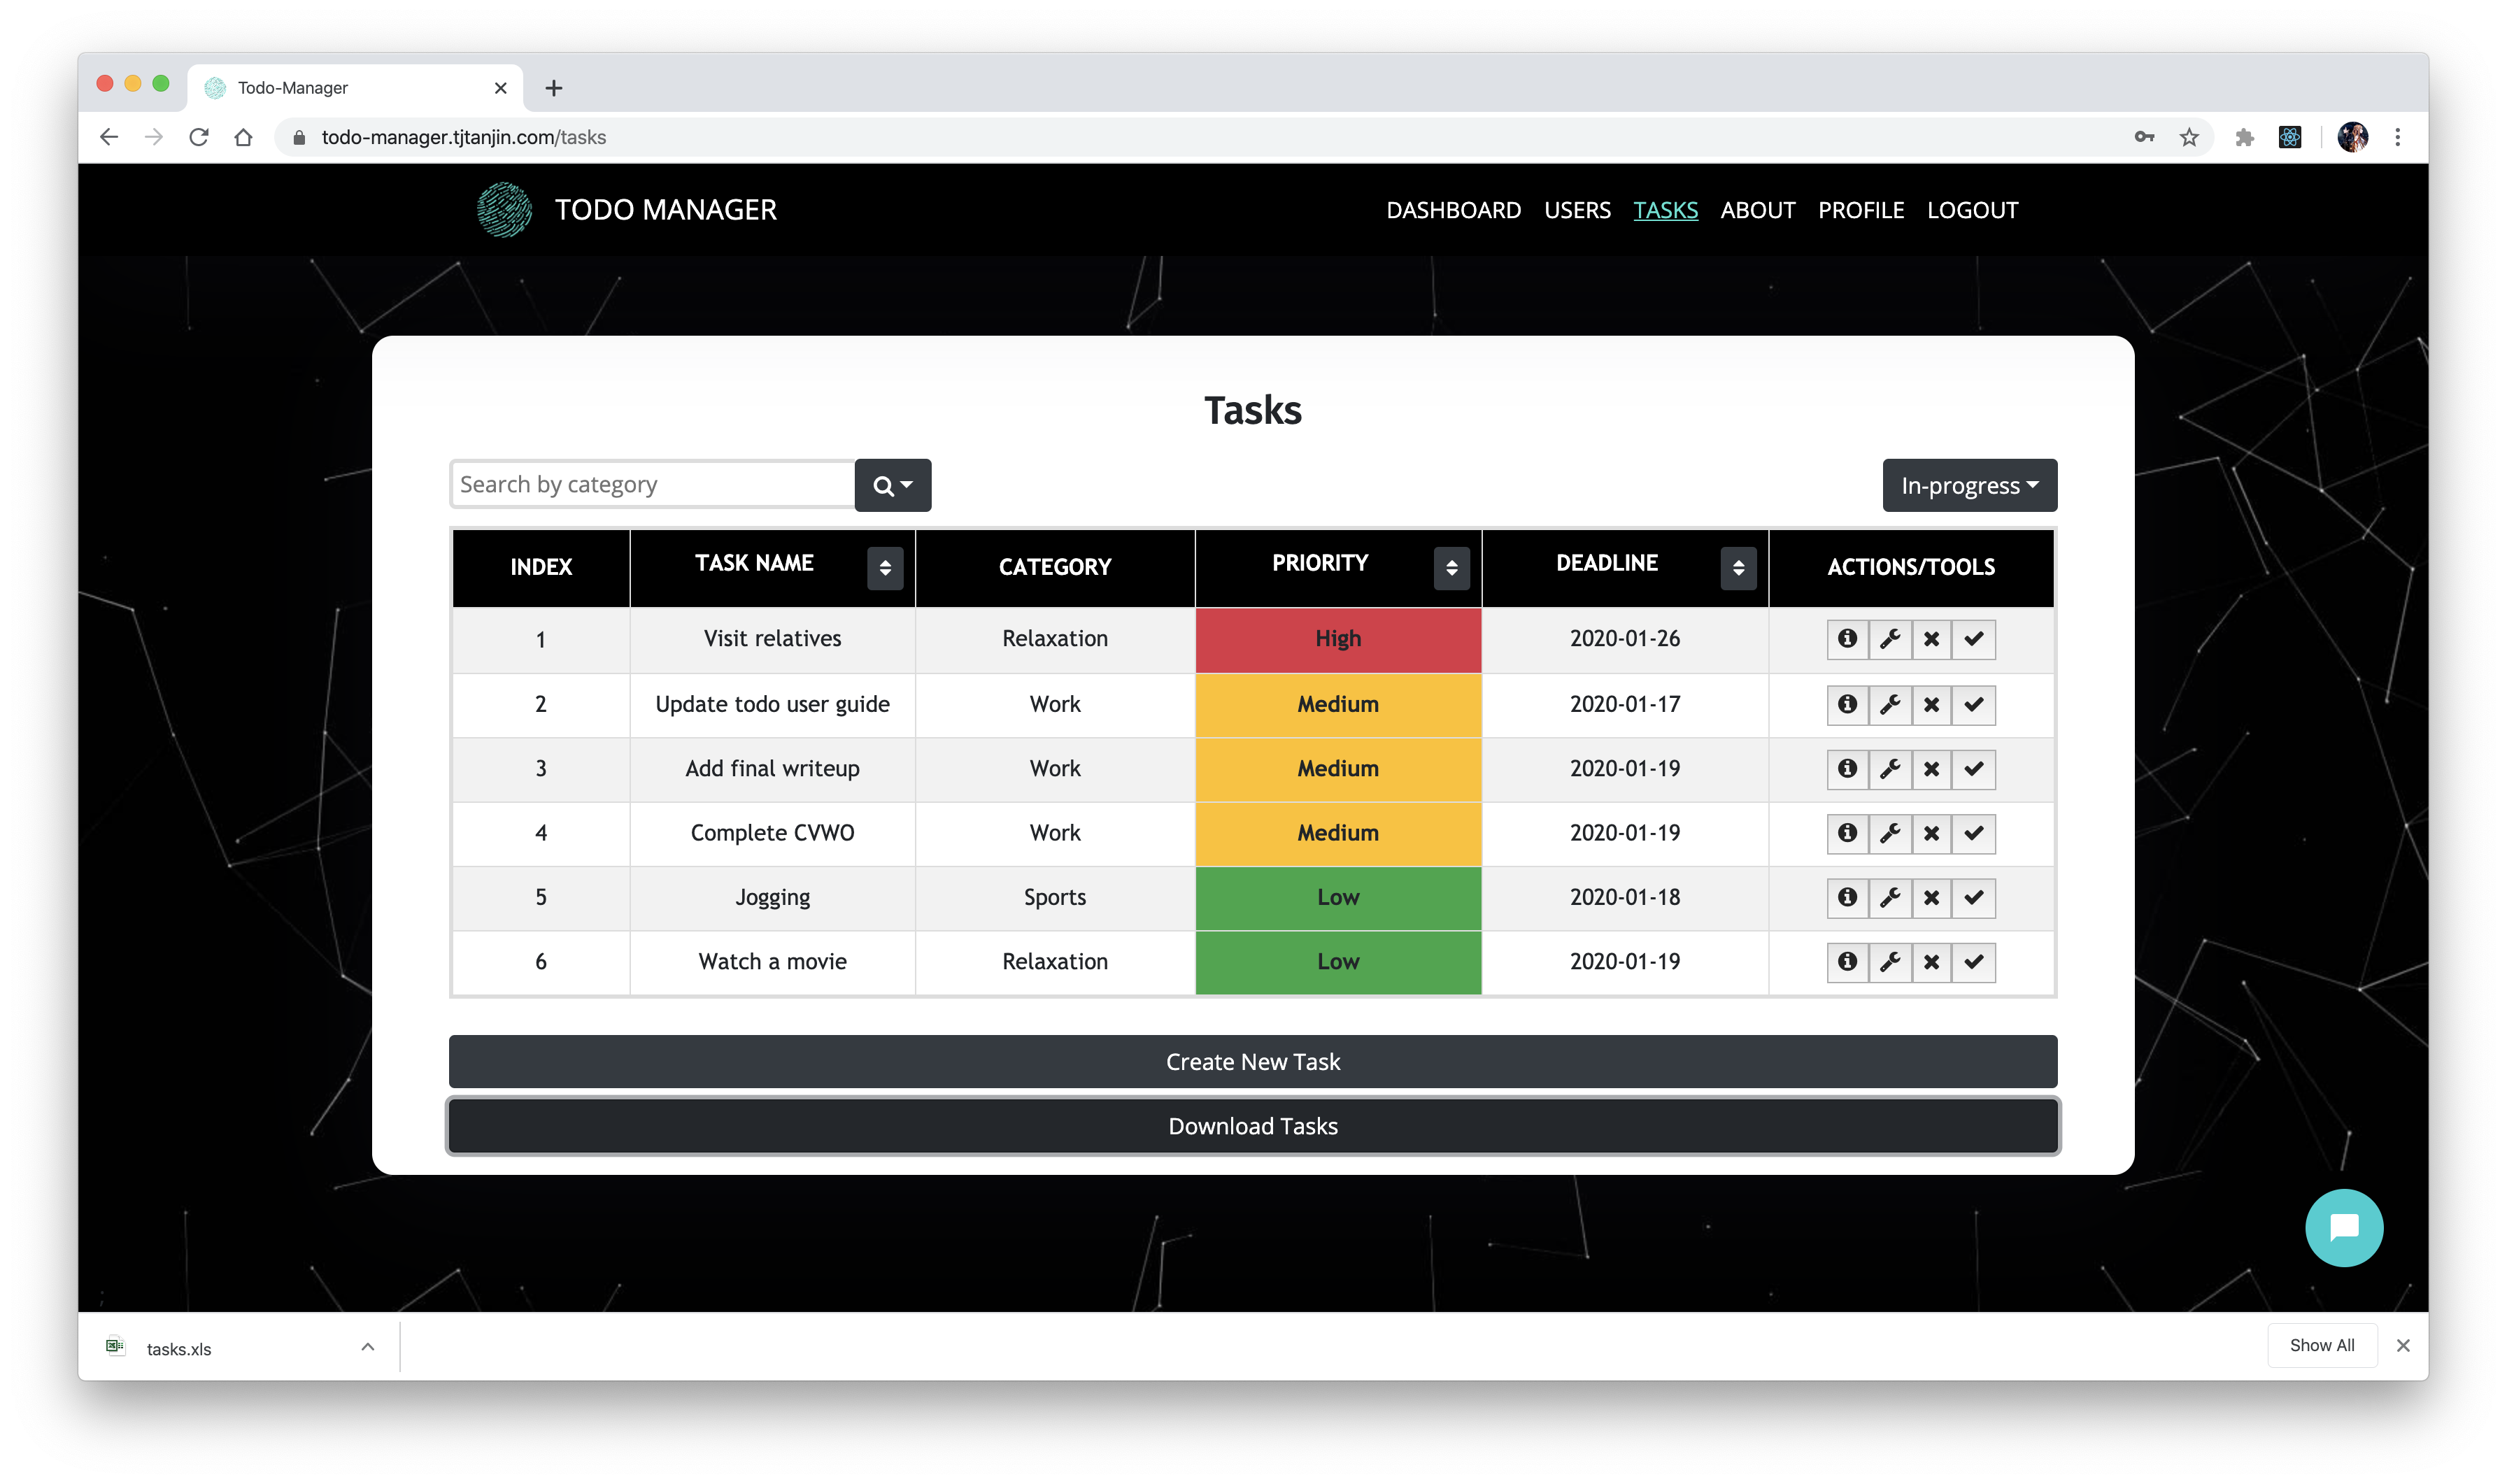 Todo-Manager
todo-manager.tjtanjin.com/tasks
TODO MANAGER
DASHBOARD USERS TASKS ABOUT PROFILE LOGOUT
Tasks
Search by category
In-progress
INDEX TASK NAME CATEGORY PRIORITY DEADLINE ACTIONS/TOOLS
1 Visit relatives Relaxation High 2020-01-26
2 Update todo user guide Work Medium 2020-01-17
3 Add final writeup Work Medium 2020-01-19
4 Complete CVWO Work Medium 2020-01-19
5 Jogging Sports Low 2020-01-18
6 Watch a movie Relaxation Low 2020-01-19
Create New Task
Download Tasks
tasks.xls
Show All